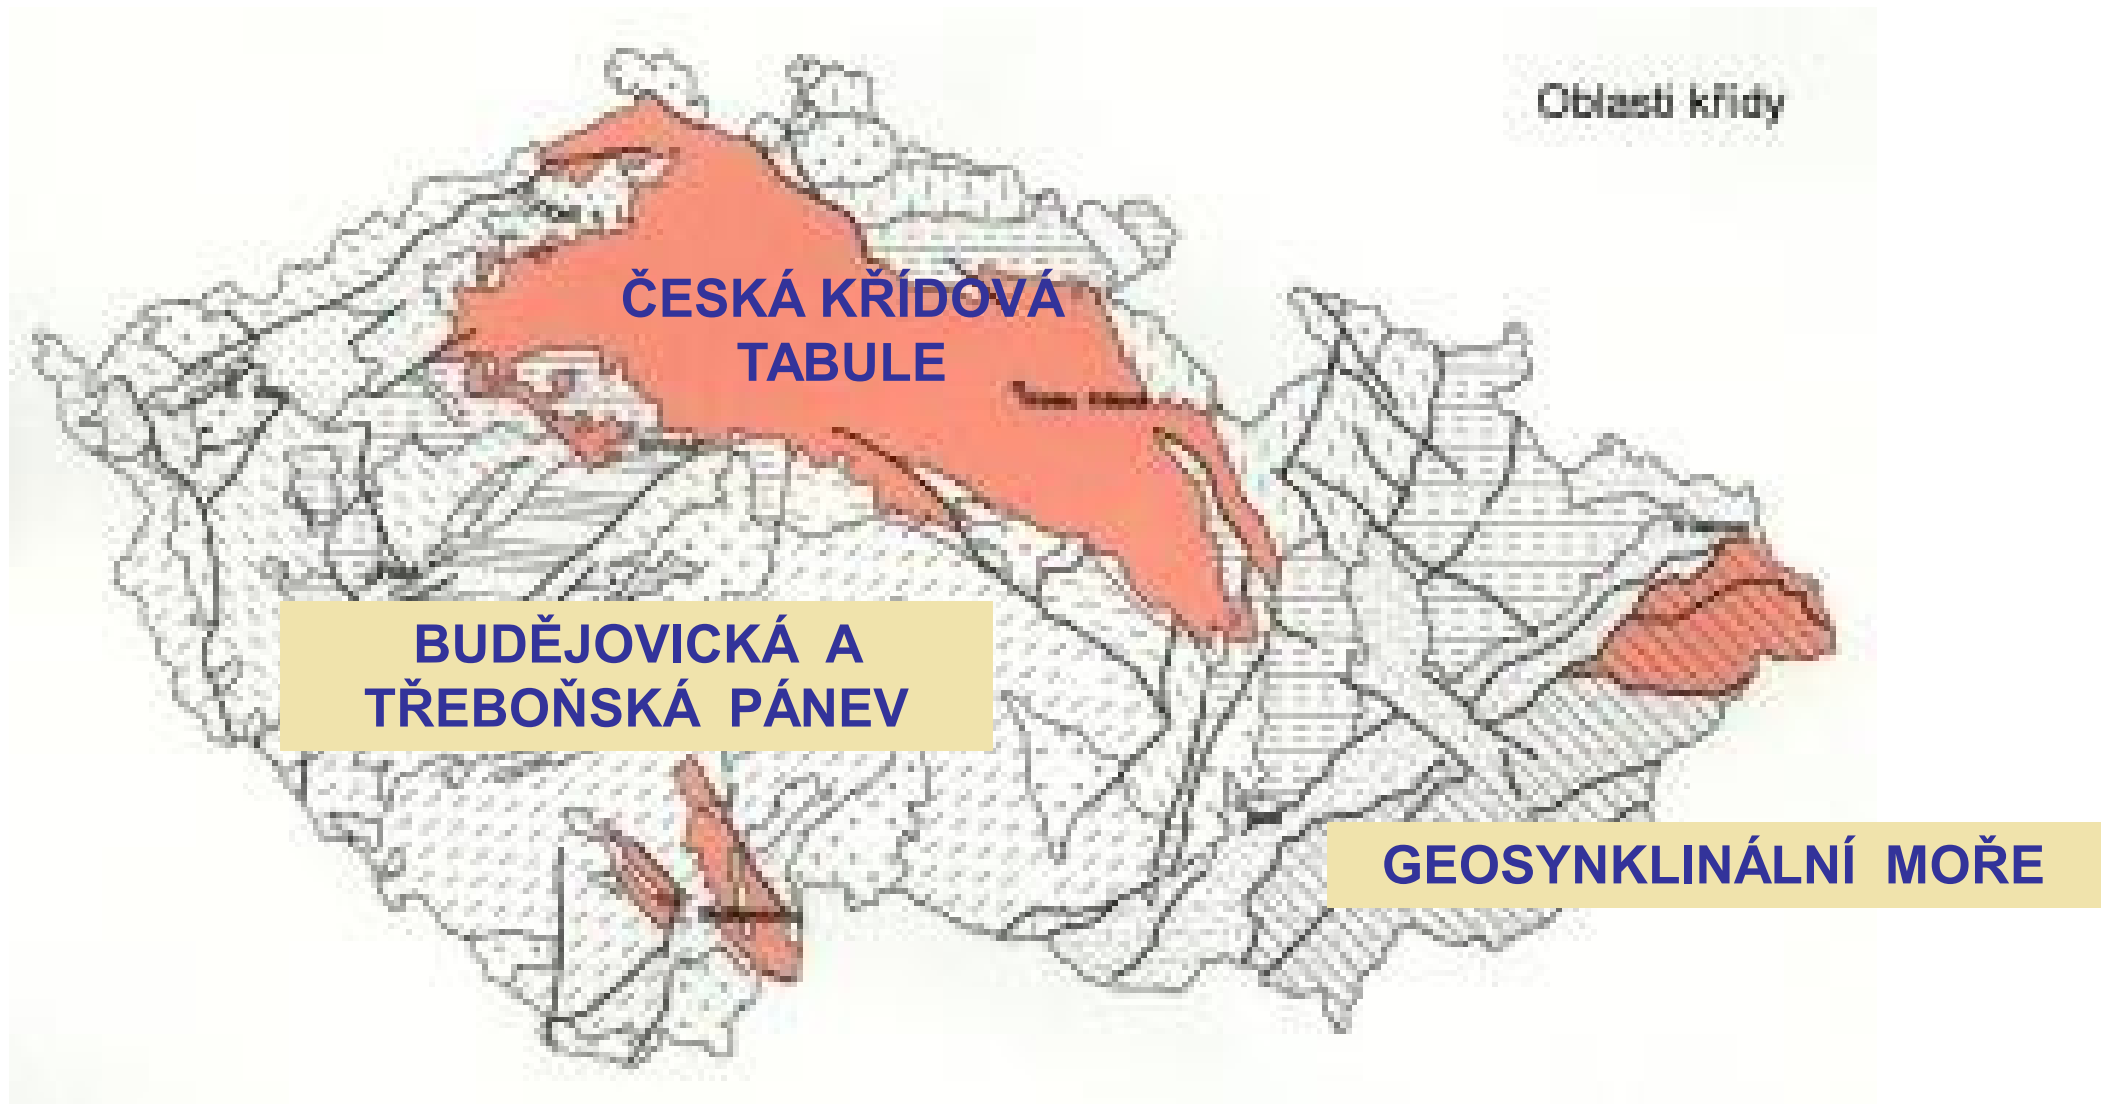 Oblasti křídy
ČESKÁ KŘÍDOVÁ
TABULE
BUDĚJOVICKÁ A
TŘEBOŇSKÁ PÁNEV
GEOSYNKLINÁLNÍ MOŘE